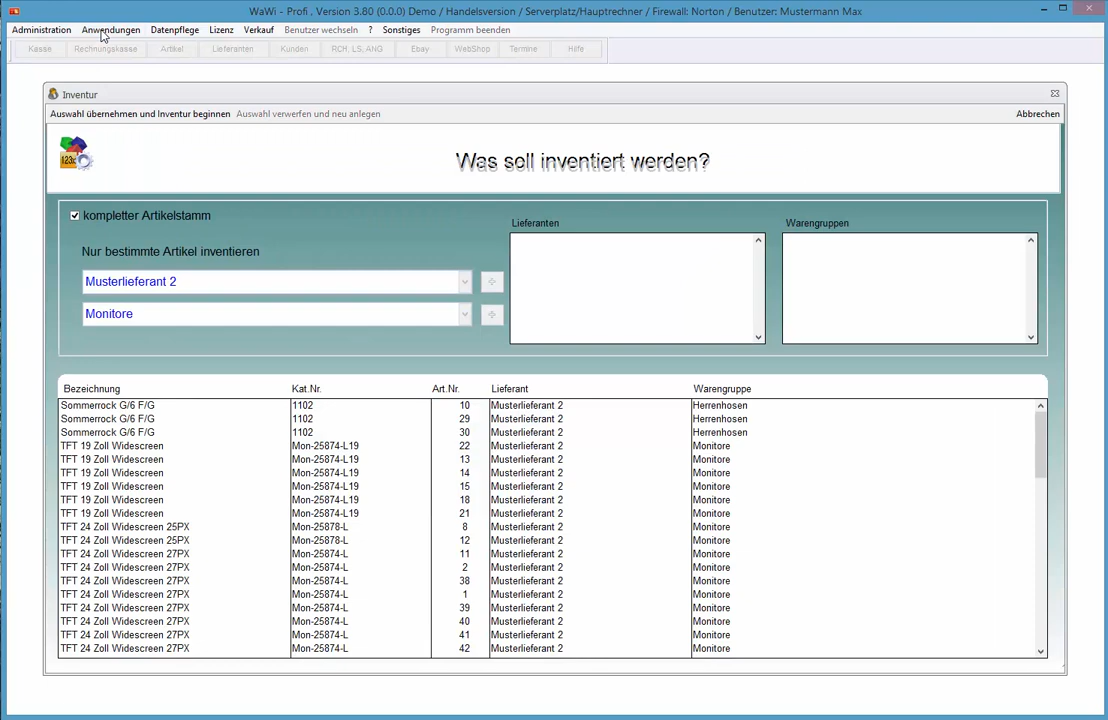 WaWi - Profi , Version 3.80 (0.0.0) Demo / Handelsversion / Serverplatz/Hauptrechner / Firewall: Norton / Benutzer: Mustermann Max
Administration Anwendungen Datenpflege Lizenz Verkauf Benutzer wechseln ? Sonstiges Programm beenden
Kasse Rechnungskasse Artikel Lieferanten Kunden RCH, LS, ANG Ebay WebShop Termine Hilfe
Inventur
Auswahl übernehmen und Inventur beginnen Auswahl verwerfen und neu anlegen Abbrechen
123x
Was soll inventiert werden?
kompletter Artikelstamm
Lieferanten Warengruppen
Nur bestimmte Artikel inventieren
Musterlieferant 2
Monitore
Bezeichnung Kat.Nr. Art.Nr. Lieferant Warengruppe
Sommerrock G/6 F/G 1102 10 Musterlieferant 2 Herrenhosen
Sommerrock G/6 F/G 1102 29 Musterlieferant 2 Herrenhosen
Sommerrock G/6 F/G 1102 30 Musterlieferant 2 Herrenhosen
TFT 19 Zoll Widescreen Mon-25874-L19 22 Musterlieferant 2 Monitore
TFT 19 Zoll Widescreen Mon-25874-L19 13 Musterlieferant 2 Monitore
TFT 19 Zoll Widescreen Mon-25874-L19 14 Musterlieferant 2 Monitore
TFT 19 Zoll Widescreen Mon-25874-L19 15 Musterlieferant 2 Monitore
TFT 19 Zoll Widescreen Mon-25874-L19 18 Musterlieferant 2 Monitore
TFT 19 Zoll Widescreen Mon-25874-L19 21 Musterlieferant 2 Monitore
TFT 24 Zoll Widescreen 25PX Mon-25878-L 8 Musterlieferant 2 Monitore
TFT 24 Zoll Widescreen 25PX Mon-25878-L 12 Musterlieferant 2 Monitore
TFT 24 Zoll Widescreen 27PX Mon-25874-L 11 Musterlieferant 2 Monitore
TFT 24 Zoll Widescreen 27PX Mon-25874-L 2 Musterlieferant 2 Monitore
TFT 24 Zoll Widescreen 27PX Mon-25874-L 38 Musterlieferant 2 Monitore
TFT 24 Zoll Widescreen 27PX Mon-25874-L 1 Musterlieferant 2 Monitore
TFT 24 Zoll Widescreen 27PX Mon-25874-L 39 Musterlieferant 2 Monitore
TFT 24 Zoll Widescreen 27PX Mon-25874-L 40 Musterlieferant 2 Monitore
TFT 24 Zoll Widescreen 27PX Mon-25874-L 41 Musterlieferant 2 Monitore
TFT 24 Zoll Widescreen 27PX Mon-25874-L 42 Musterlieferant 2 Monitore